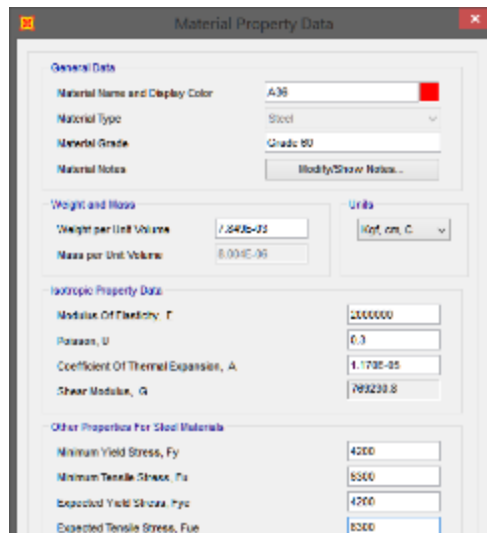 Material Property Data
General Data
Material Name and Display Color A36
Material Type Steel
Material Grade Grade 60
Material Notes Modify/Show Notes...
Weight and Mass
Units
Weight per Unit Volume 7.849E-03
Kgf, cm, C
Mass per Unit Volume 8.004E-06
Isotropic Property Data
Modulus Of Elasticity, E 2000000
Poisson, U 0.3
Coefficient Of Thermal Expansion, A 1.170E-05
Shear Modulus, G 769230.8
Other Properties For Steel Materials
Minimum Yield Stress, Fy 4200
Minimum Tensile Stress, Fu 6300
Expected Yield Stress, Fye 4200
Expected Tensile Stress, Fue 6300